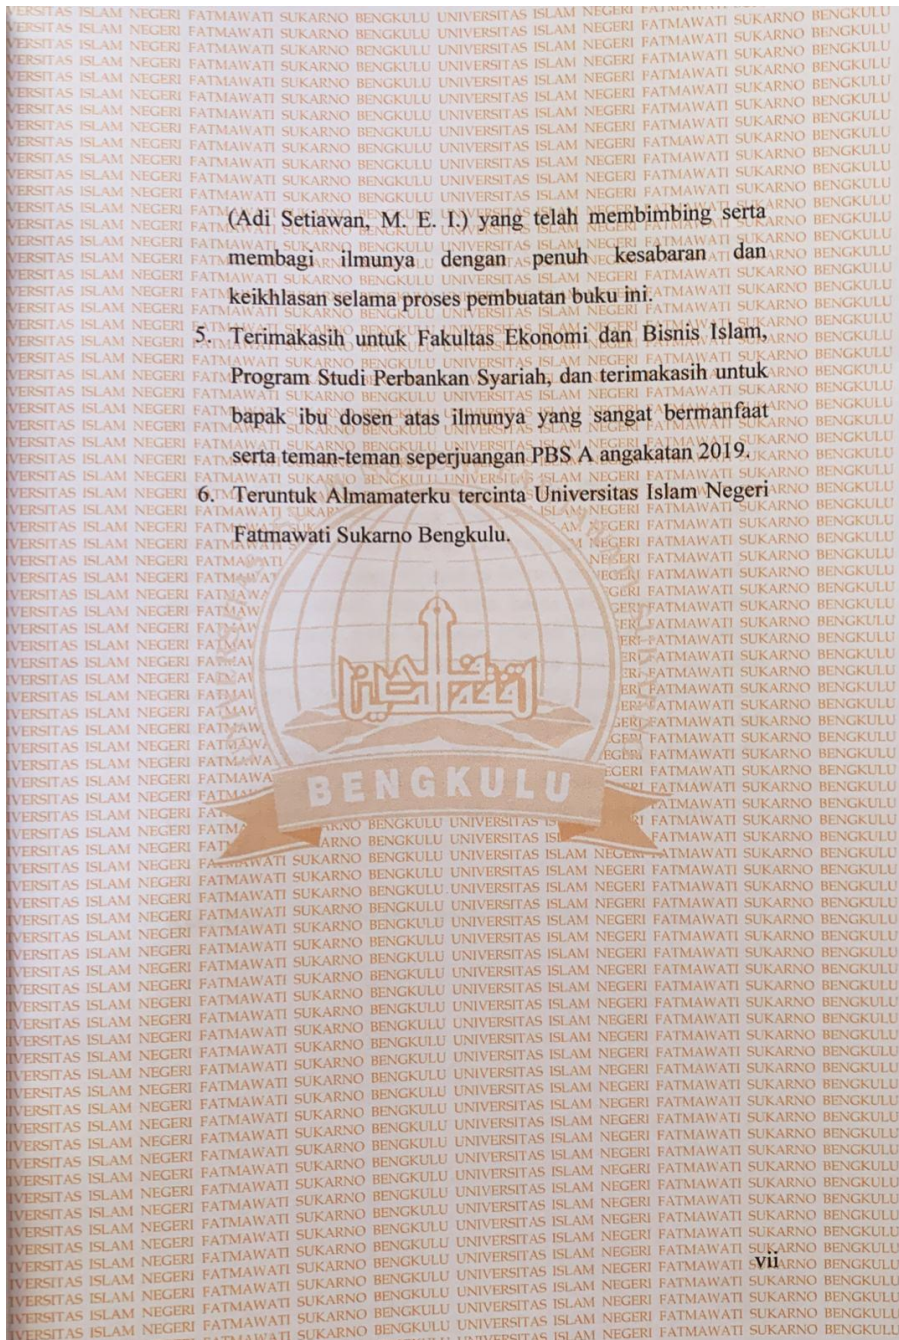 (Adi Setiawan, M. E. I.) yang telah membimbing serta
membagi ilmunya dengan penuh kesabaran dan
keikhlasan selama proses pembuatan buku ini.
5. Terimakasih untuk Fakultas Ekonomi dan Bisnis Islam,
Program Studi Perbankan Syariah, dan terimakasih untuk
bapak ibu dosen atas ilmunya yang sangat bermanfaat
serta teman-teman seperjuangan PBS A angakatan 2019.
6. Teruntuk Almamaterku tercinta Universitas Islam Negeri
Fatmawati Sukarno Bengkulu.
BENGKULU
vii